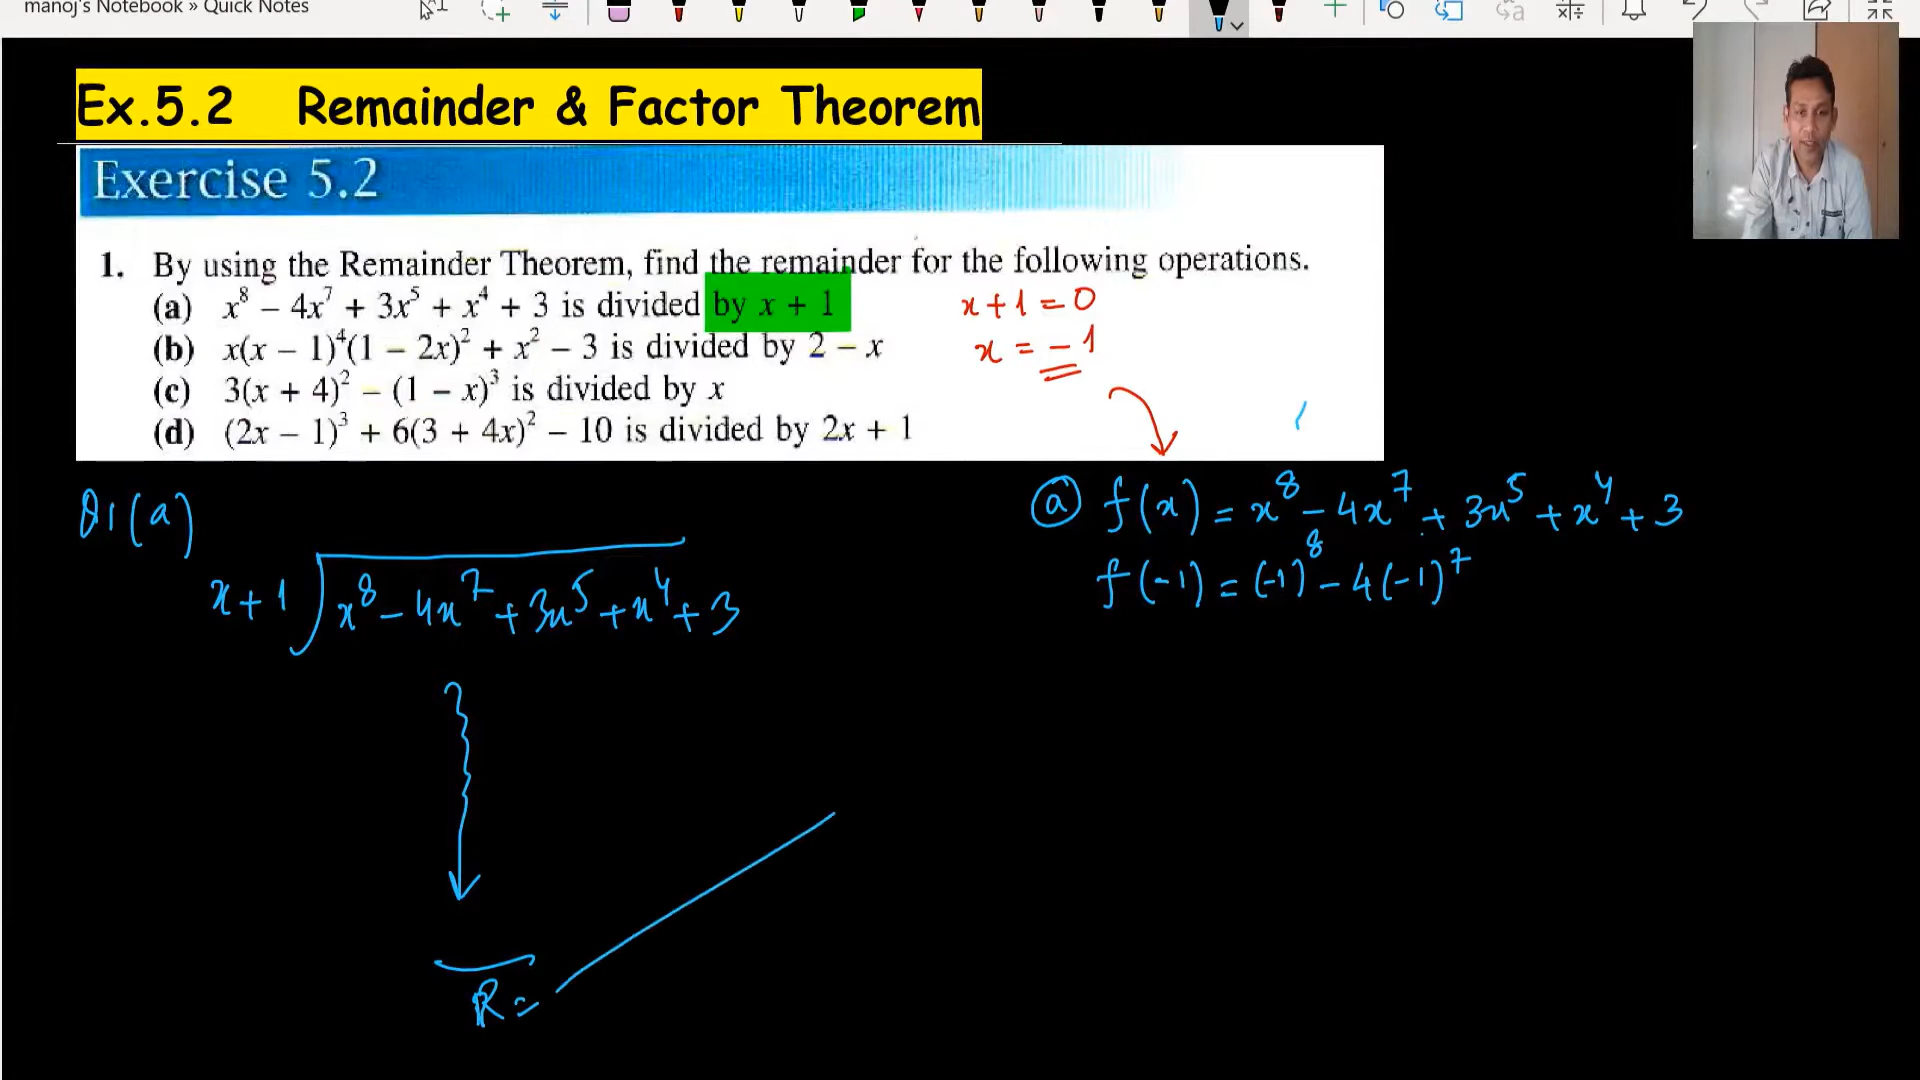 manoj's Notebook » Quick Notes
Ex.5.2 Remainder & Factor Theorem
Exercise 5.2
1. By using the Remainder Theorem, find the remainder for the following operations.
(a) x⁸ – 4x⁷ + 3x⁵ + x⁴ + 3 is divided by x + 1
x+1=0
(b) x(x – 1)⁴(1 – 2x)² + x² – 3 is divided by 2 – x
x = -1
(c) 3(x + 4)² – (1 – x)³ is divided by x
(d) (2x – 1)³ + 6(3 + 4x)² – 10 is divided by 2x + 1
Q1(a)
x+1 x⁸-4x⁷+3x⁵+x⁴+3
R=
(a) f(x) = x⁸-4x⁷+3x⁵+x⁴+3
f(-1) = (-1)⁸-4(-1)⁷